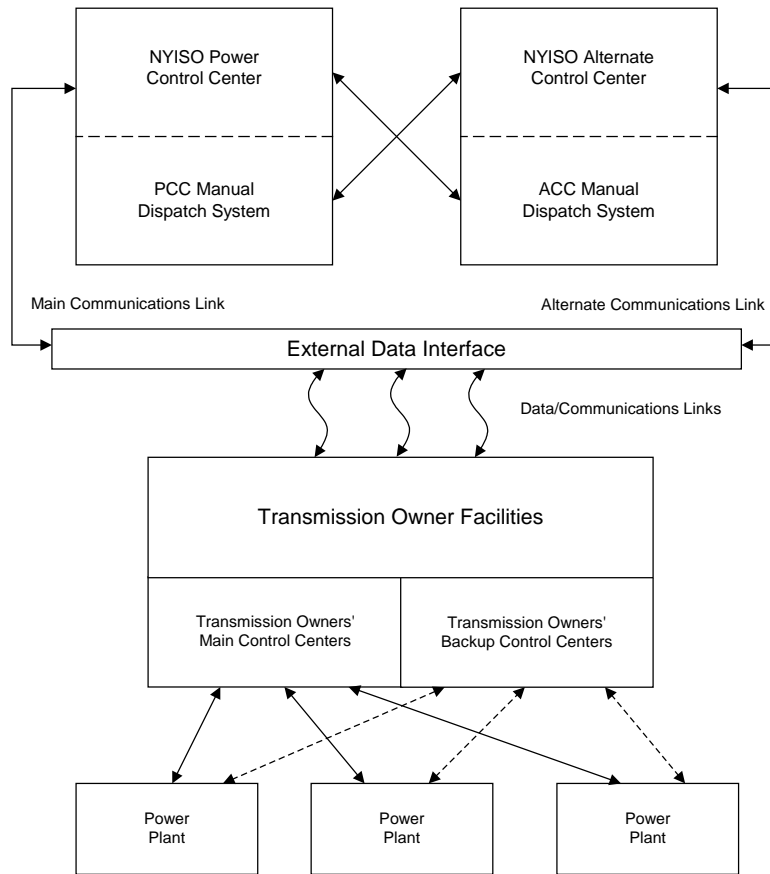 NYISO Power
Control Center
NYISO Alternate
Control Center
PCC Manual
Dispatch System
ACC Manual
Dispatch System
Main Communications Link
Alternate Communications Link
External Data Interface
Data/Communications Links
Transmission Owner Facilities
Transmission Owners'
Main Control Centers
Transmission Owners'
Backup Control Centers
Power
Plant
Power
Plant
Power
Plant